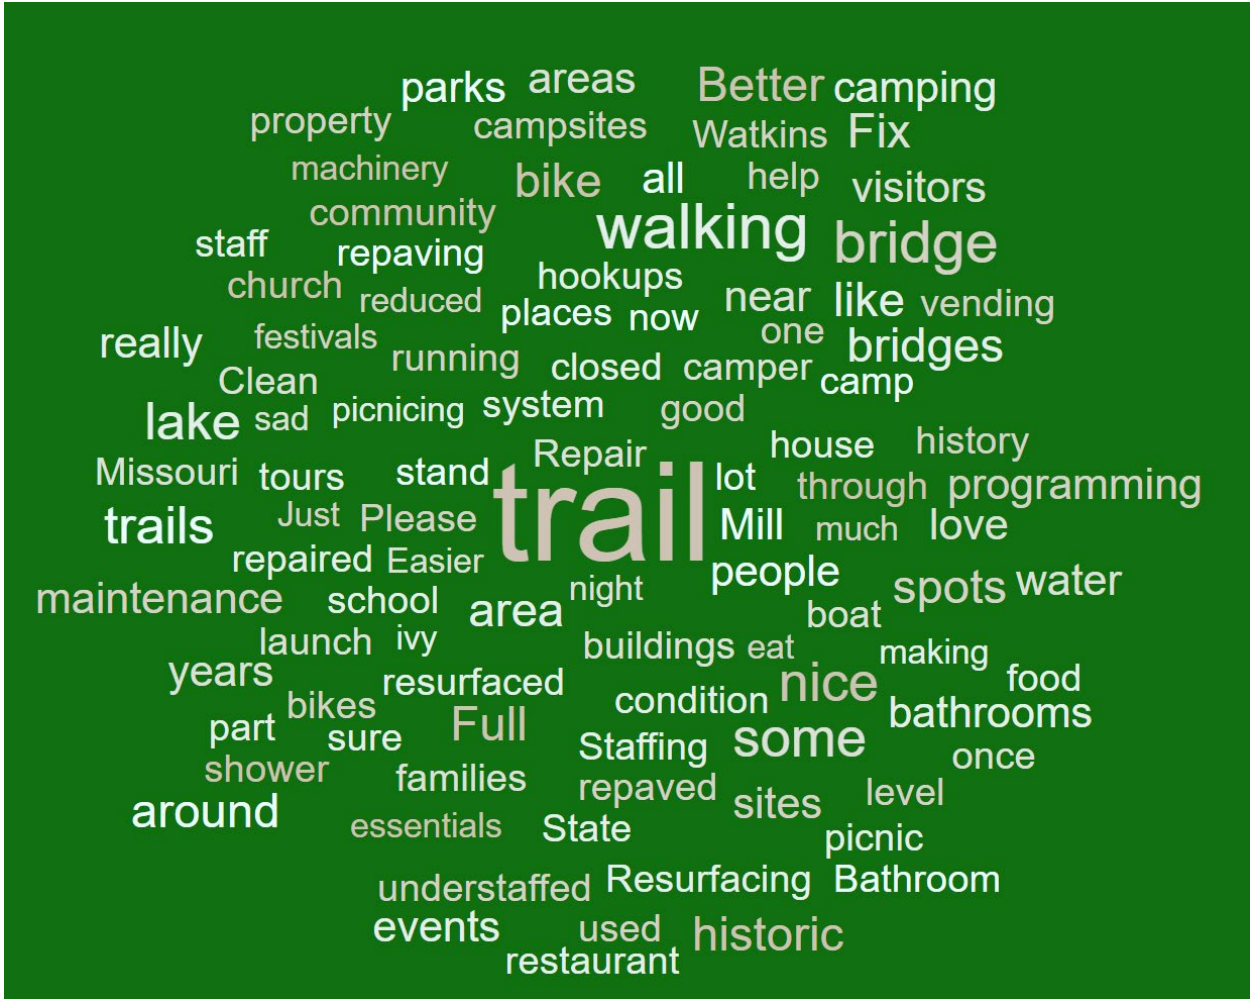 parks areas Better camping
property campsites Watkins Fix
machinery bike all help visitors
community walking bridge
staff repaving
church reduced hookups near like vending
places now one
really festivals running closed camper bridges
Clean camp
lake sad picnicing system good
Repair house history
Missouri tours stand trail lot through programming
trails Just Please Mill much love
repaired Easier people
maintenance school area night spots water
boat
launch ivy buildings eat making
years resurfaced condition nice food
part bikes Full bathrooms
sure Staffing some once
shower families repaved sites level
around essentials State picnic
understaffed Resurfacing Bathroom
events used historic
restaurant